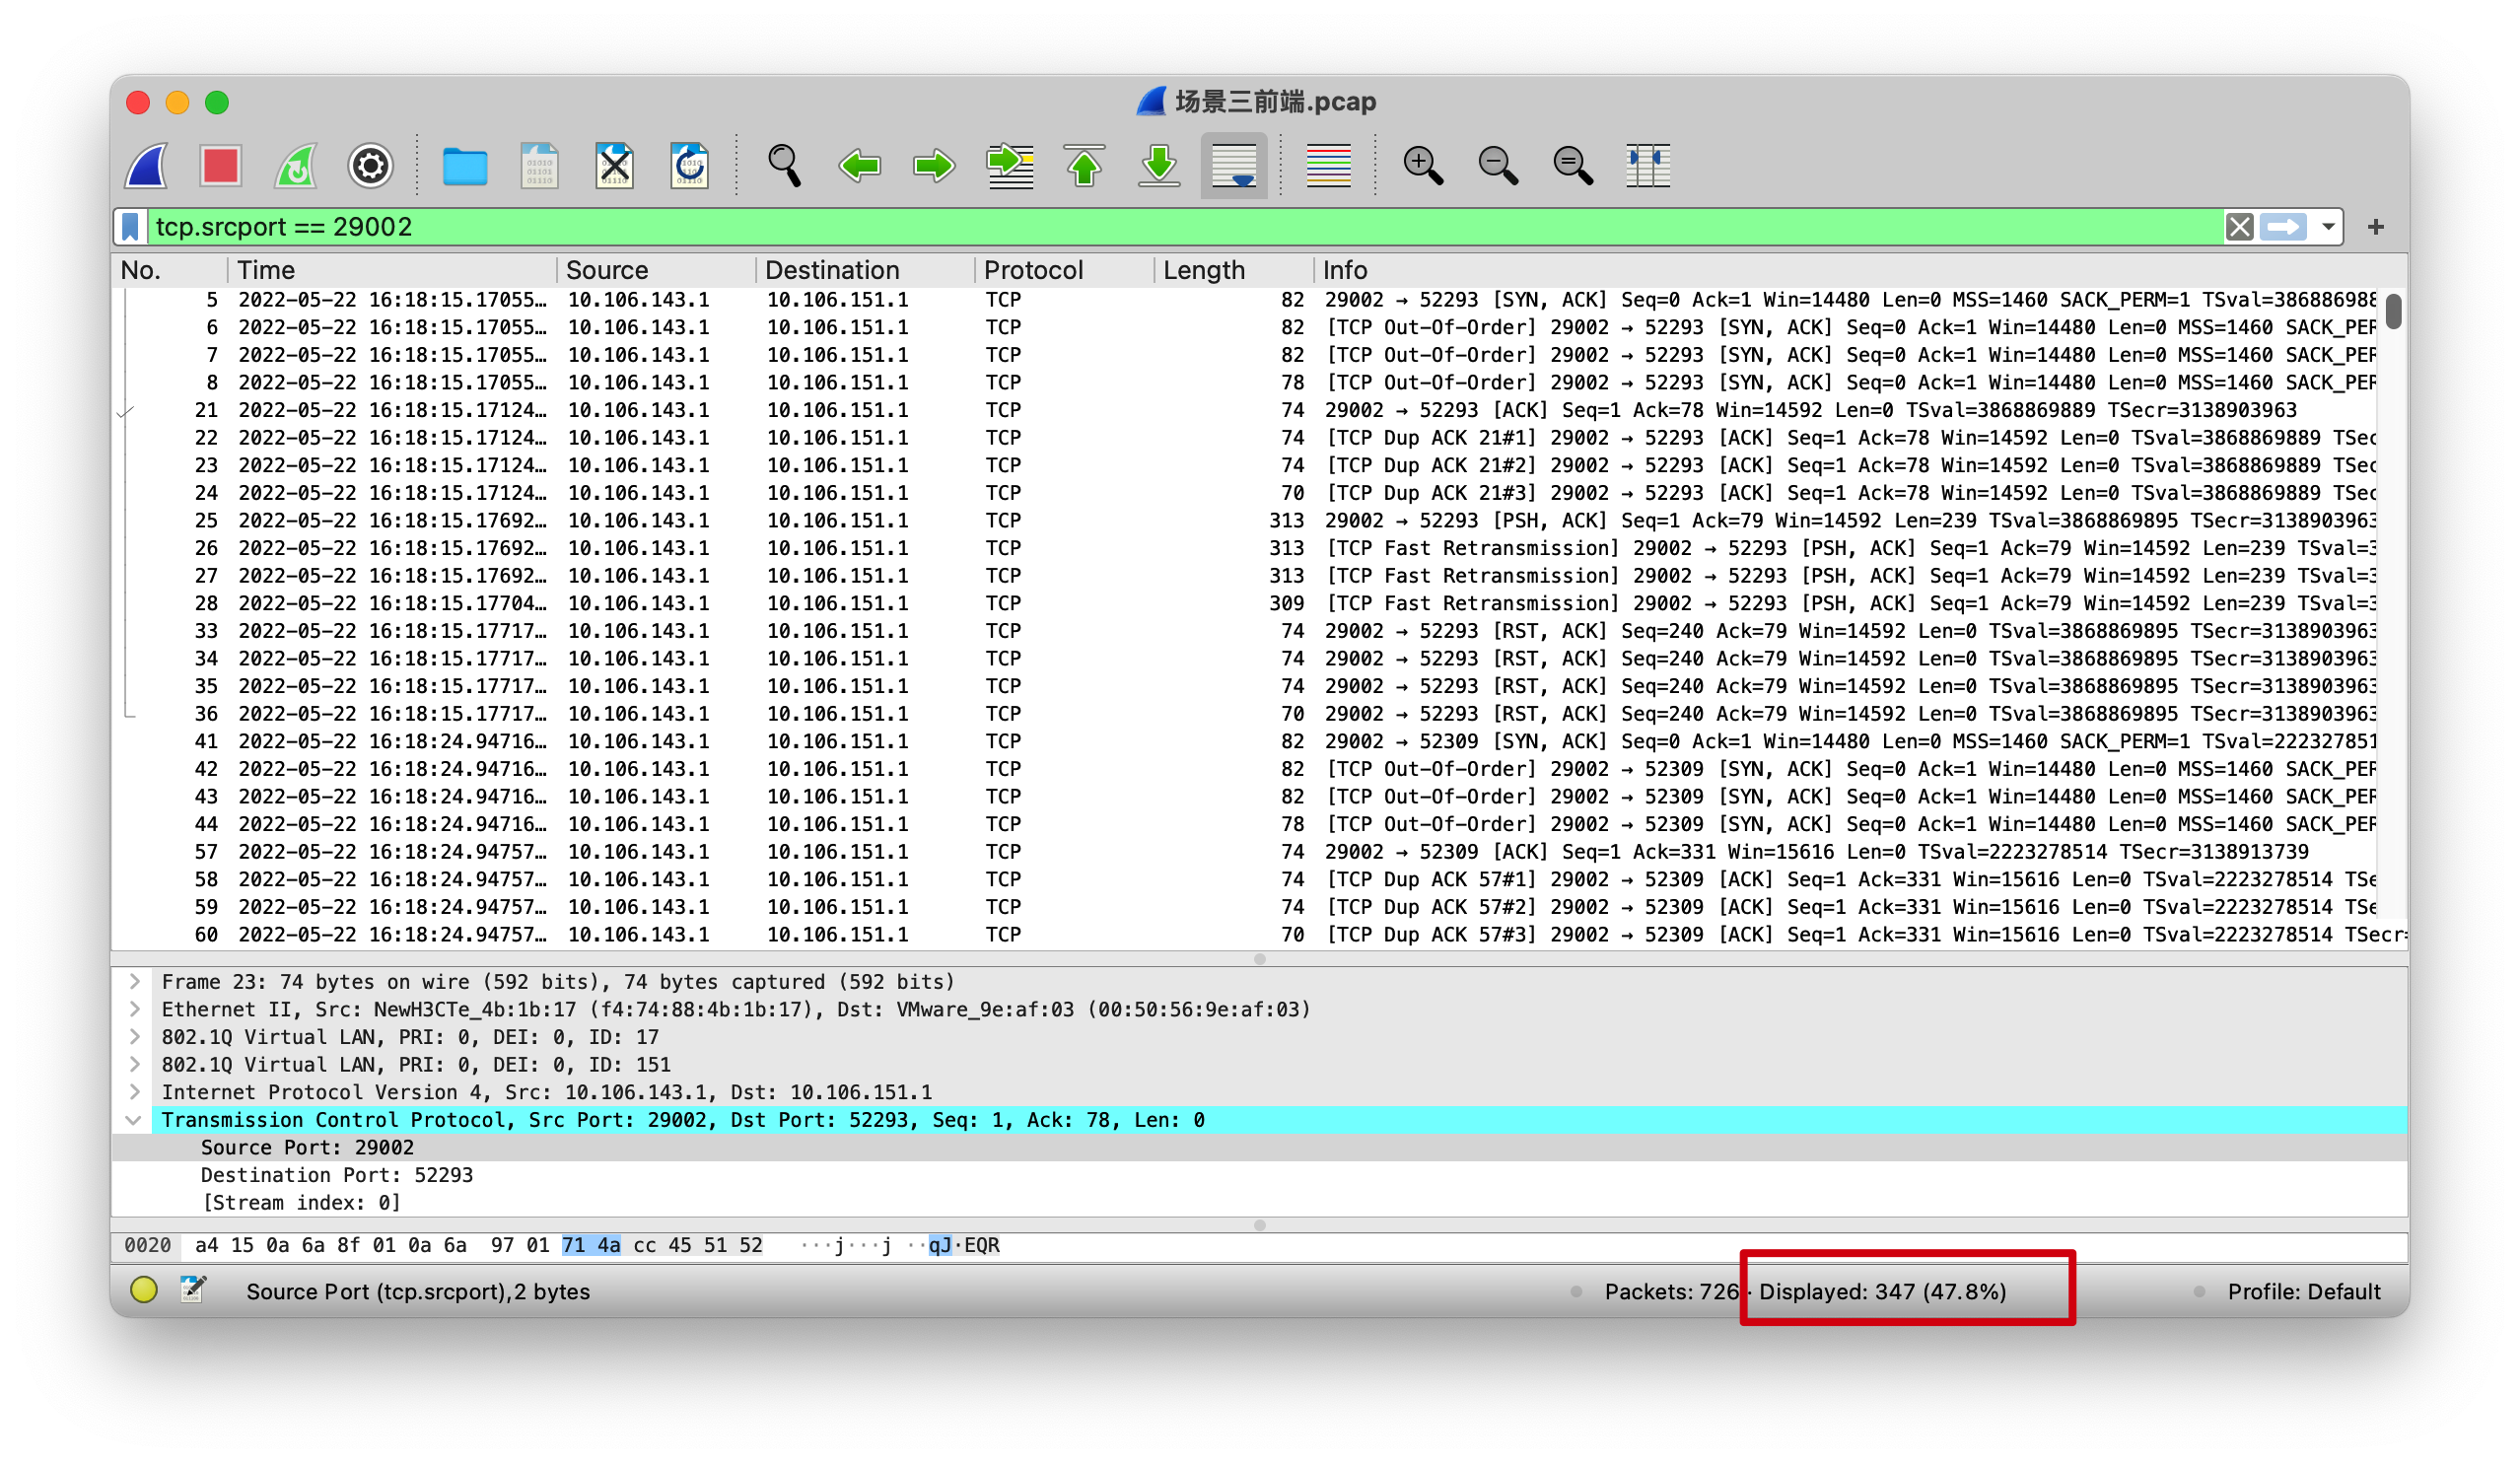 场景三前端.pcap
tcp.srcport == 29002
No. Time Source Destination Protocol Length Info
5 2022-05-22 16:18:15.17055… 10.106.143.1 10.106.151.1 TCP 82 29002 → 52293 [SYN, ACK] Seq=0 Ack=1 Win=14480 Len=0 MSS=1460 SACK_PERM=1 TSval=386886988
6 2022-05-22 16:18:15.17055… 10.106.143.1 10.106.151.1 TCP 82 [TCP Out-Of-Order] 29002 → 52293 [SYN, ACK] Seq=0 Ack=1 Win=14480 Len=0 MSS=1460 SACK_PER
7 2022-05-22 16:18:15.17055… 10.106.143.1 10.106.151.1 TCP 82 [TCP Out-Of-Order] 29002 → 52293 [SYN, ACK] Seq=0 Ack=1 Win=14480 Len=0 MSS=1460 SACK_PER
8 2022-05-22 16:18:15.17055… 10.106.143.1 10.106.151.1 TCP 78 [TCP Out-Of-Order] 29002 → 52293 [SYN, ACK] Seq=0 Ack=1 Win=14480 Len=0 MSS=1460 SACK_PER
21 2022-05-22 16:18:15.17124… 10.106.143.1 10.106.151.1 TCP 74 29002 → 52293 [ACK] Seq=1 Ack=78 Win=14592 Len=0 TSval=3868869889 TSecr=3138903963
22 2022-05-22 16:18:15.17124… 10.106.143.1 10.106.151.1 TCP 74 [TCP Dup ACK 21#1] 29002 → 52293 [ACK] Seq=1 Ack=78 Win=14592 Len=0 TSval=3868869889 TSec
23 2022-05-22 16:18:15.17124… 10.106.143.1 10.106.151.1 TCP 74 [TCP Dup ACK 21#2] 29002 → 52293 [ACK] Seq=1 Ack=78 Win=14592 Len=0 TSval=3868869889 TSec
24 2022-05-22 16:18:15.17124… 10.106.143.1 10.106.151.1 TCP 70 [TCP Dup ACK 21#3] 29002 → 52293 [ACK] Seq=1 Ack=78 Win=14592 Len=0 TSval=3868869889 TSec
25 2022-05-22 16:18:15.17692… 10.106.143.1 10.106.151.1 TCP 313 29002 → 52293 [PSH, ACK] Seq=1 Ack=79 Win=14592 Len=239 TSval=3868869895 TSecr=3138903963
26 2022-05-22 16:18:15.17692… 10.106.143.1 10.106.151.1 TCP 313 [TCP Fast Retransmission] 29002 → 52293 [PSH, ACK] Seq=1 Ack=79 Win=14592 Len=239 TSval=3
27 2022-05-22 16:18:15.17692… 10.106.143.1 10.106.151.1 TCP 313 [TCP Fast Retransmission] 29002 → 52293 [PSH, ACK] Seq=1 Ack=79 Win=14592 Len=239 TSval=3
28 2022-05-22 16:18:15.17704… 10.106.143.1 10.106.151.1 TCP 309 [TCP Fast Retransmission] 29002 → 52293 [PSH, ACK] Seq=1 Ack=79 Win=14592 Len=239 TSval=3
33 2022-05-22 16:18:15.17717… 10.106.143.1 10.106.151.1 TCP 74 29002 → 52293 [RST, ACK] Seq=240 Ack=79 Win=14592 Len=0 TSval=3868869895 TSecr=3138903963
34 2022-05-22 16:18:15.17717… 10.106.143.1 10.106.151.1 TCP 74 29002 → 52293 [RST, ACK] Seq=240 Ack=79 Win=14592 Len=0 TSval=3868869895 TSecr=3138903963
35 2022-05-22 16:18:15.17717… 10.106.143.1 10.106.151.1 TCP 74 29002 → 52293 [RST, ACK] Seq=240 Ack=79 Win=14592 Len=0 TSval=3868869895 TSecr=3138903963
36 2022-05-22 16:18:15.17717… 10.106.143.1 10.106.151.1 TCP 70 29002 → 52293 [RST, ACK] Seq=240 Ack=79 Win=14592 Len=0 TSval=3868869895 TSecr=3138903963
41 2022-05-22 16:18:24.94716… 10.106.143.1 10.106.151.1 TCP 82 29002 → 52309 [SYN, ACK] Seq=0 Ack=1 Win=14480 Len=0 MSS=1460 SACK_PERM=1 TSval=222327851
42 2022-05-22 16:18:24.94716… 10.106.143.1 10.106.151.1 TCP 82 [TCP Out-Of-Order] 29002 → 52309 [SYN, ACK] Seq=0 Ack=1 Win=14480 Len=0 MSS=1460 SACK_PER
43 2022-05-22 16:18:24.94716… 10.106.143.1 10.106.151.1 TCP 82 [TCP Out-Of-Order] 29002 → 52309 [SYN, ACK] Seq=0 Ack=1 Win=14480 Len=0 MSS=1460 SACK_PER
44 2022-05-22 16:18:24.94716… 10.106.143.1 10.106.151.1 TCP 78 [TCP Out-Of-Order] 29002 → 52309 [SYN, ACK] Seq=0 Ack=1 Win=14480 Len=0 MSS=1460 SACK_PER
57 2022-05-22 16:18:24.94757… 10.106.143.1 10.106.151.1 TCP 74 29002 → 52309 [ACK] Seq=1 Ack=331 Win=15616 Len=0 TSval=2223278514 TSecr=3138913739
58 2022-05-22 16:18:24.94757… 10.106.143.1 10.106.151.1 TCP 74 [TCP Dup ACK 57#1] 29002 → 52309 [ACK] Seq=1 Ack=331 Win=15616 Len=0 TSval=2223278514 TSe
59 2022-05-22 16:18:24.94757… 10.106.143.1 10.106.151.1 TCP 74 [TCP Dup ACK 57#2] 29002 → 52309 [ACK] Seq=1 Ack=331 Win=15616 Len=0 TSval=2223278514 TSe
60 2022-05-22 16:18:24.94757… 10.106.143.1 10.106.151.1 TCP 70 [TCP Dup ACK 57#3] 29002 → 52309 [ACK] Seq=1 Ack=331 Win=15616 Len=0 TSval=2223278514 TSecr=
Frame 23: 74 bytes on wire (592 bits), 74 bytes captured (592 bits)
Ethernet II, Src: NewH3CTe_4b:1b:17 (f4:74:88:4b:1b:17), Dst: VMware_9e:af:03 (00:50:56:9e:af:03)
802.1Q Virtual LAN, PRI: 0, DEI: 0, ID: 17
802.1Q Virtual LAN, PRI: 0, DEI: 0, ID: 151
Internet Protocol Version 4, Src: 10.106.143.1, Dst: 10.106.151.1
Transmission Control Protocol, Src Port: 29002, Dst Port: 52293, Seq: 1, Ack: 78, Len: 0
Source Port: 29002
Destination Port: 52293
[Stream index: 0]
0020 a4 15 0a 6a 8f 01 0a 6a 97 01 71 4a cc 45 51 52 ···j···j ··qJ·EQR
Source Port (tcp.srcport),2 bytes Packets: 726 · Displayed: 347 (47.8%) Profile: Default